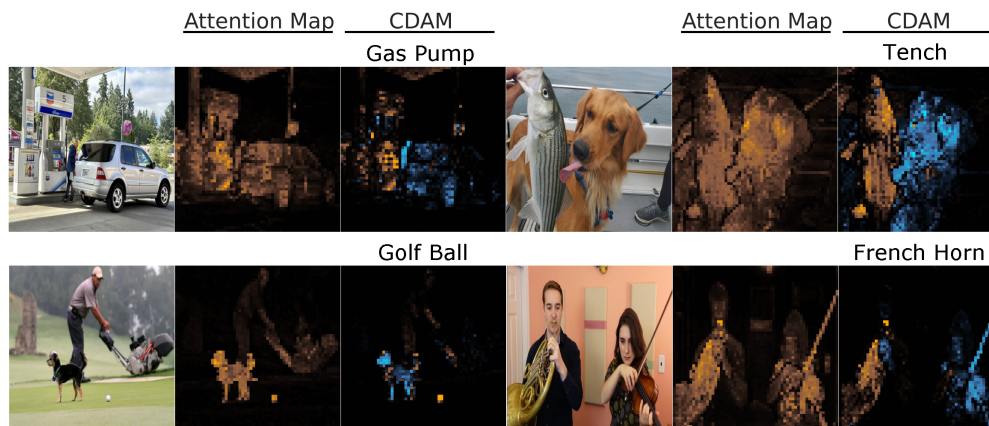 Attention Map CDAM Attention Map CDAM
Gas Pump Tench
Golf Ball French Horn